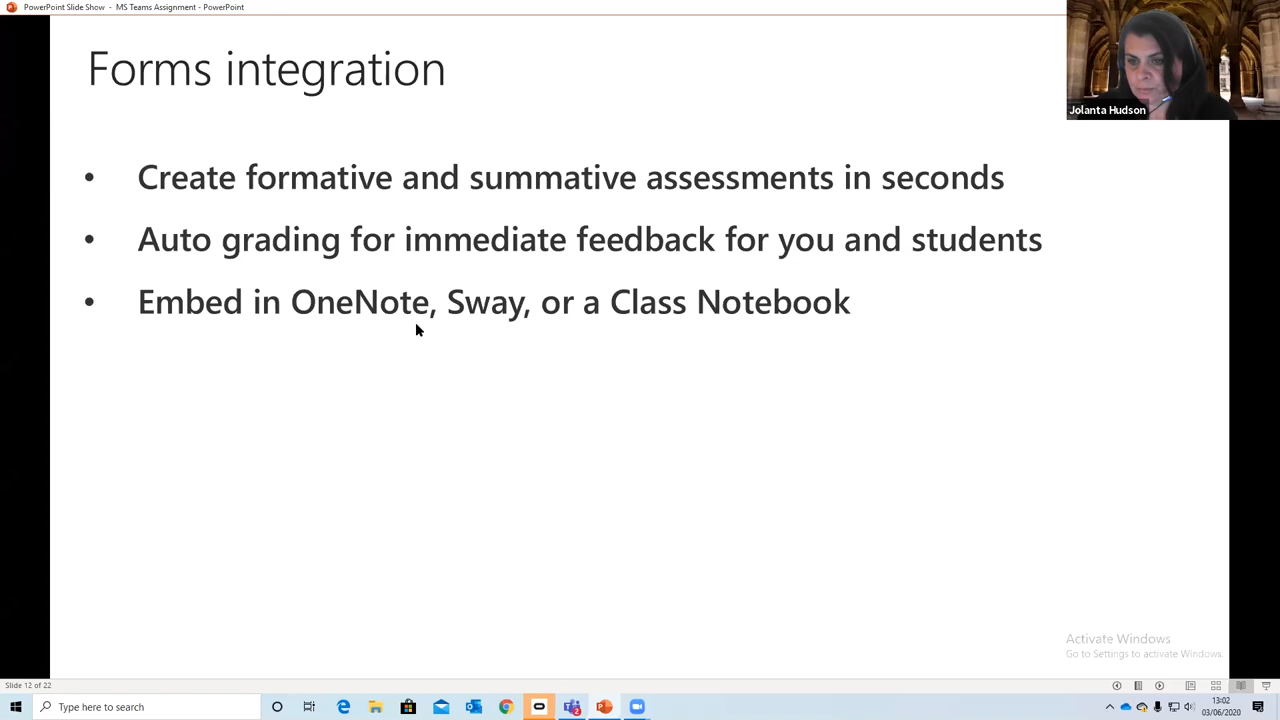 PowerPoint Slide Show - MS Teams Assignment - PowerPoint
Forms integration
Jolanta Hudson
• Create formative and summative assessments in seconds
• Auto grading for immediate feedback for you and students
• Embed in OneNote, Sway, or a Class Notebook
Activate Windows
Go to Settings to activate Windows.
Slide 12 of 22
Type here to search
2
13:02
03/06/2020